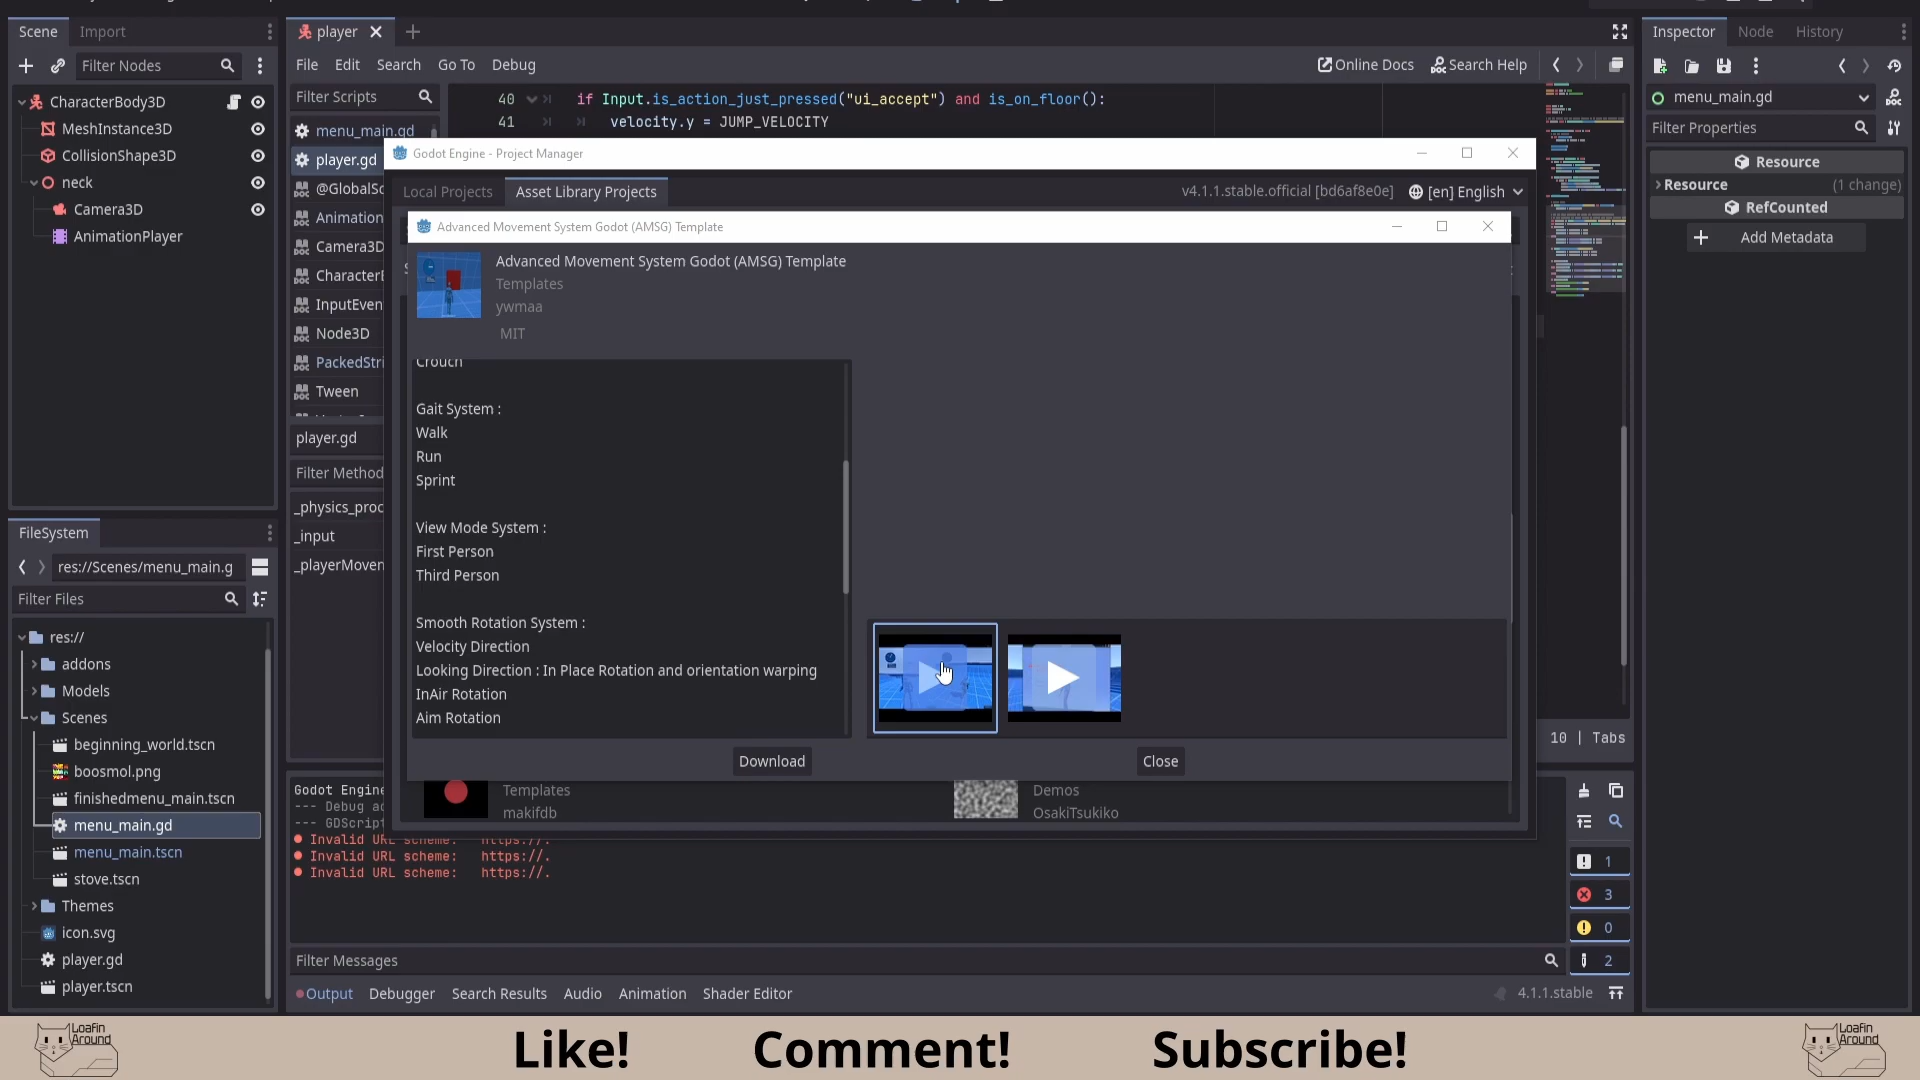 Scene
Import
Filter Nodes
CharacterBody3D
MeshInstance3D
CollisionShape3D
neck
Camera3D
AnimationPlayer
FileSystem
res://Scenes/menu_main.g
Filter Files
res://
addons
Models
Scenes
beginning_world.tscn
boosmol.png
finishedmenu_main.tscn
menu_main.gd
menu_main.tscn
stove.tscn
Themes
icon.svg
player.gd
player.tscn
player
File Edit Search Go To Debug
Online Docs
Search Help
Filter Scripts
menu_main.gd
player.gd
@GlobalSc
Animation
Camera3D
Character
InputEven
Node3D
PackedStri
Tween
player.gd
Filter Method
_physics_proc
_input
_playerMoven
40 if Input.is_action_just_pressed("ui_accept") and is_on_floor():
41 velocity.y = JUMP_VELOCITY
Godot Engine - Project Manager
Local Projects
Asset Library Projects
v4.1.1.stable.official [bd6af8e0e]
[en] English
Advanced Movement System Godot (AMSG) Template
Advanced Movement System Godot (AMSG) Template
Templates
ywmaa
MIT
Crouch
Gait System :
Walk
Run
Sprint
View Mode System :
First Person
Third Person
Smooth Rotation System :
Velocity Direction
Looking Direction : In Place Rotation and orientation warping
InAir Rotation
Aim Rotation
Download
Close
Templates
makifdb
Demos
OsakiTsukiko
10 | Tabs
Godot Engine
--- Debug ad
--- GDScript
Invalid URL scheme: https://.
Invalid URL scheme: https://.
Invalid URL scheme: https://.
1
3
0
2
Filter Messages
Output Debugger Search Results Audio Animation Shader Editor
4.1.1.stable
Inspector
Node
History
menu_main.gd
Filter Properties
Resource
Resource (1 change)
RefCounted
Add Metadata
Loafin
Around
Like! Comment! Subscribe!
Loafin
Around